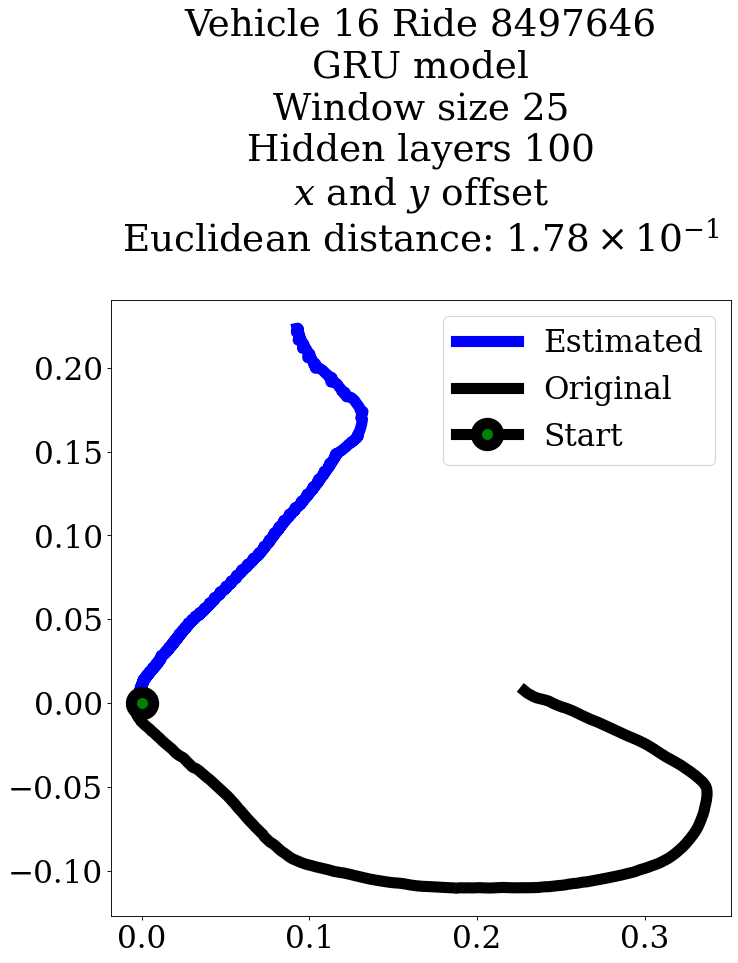 Vehicle 16 Ride 8497646
GRU model
Window size 25
Hidden layers 100
x and y offset
Euclidean distance: 1.78 × 10⁻¹
Estimated
Original
Start
0.20
0.15
0.10
0.05
0.00
−0.05
−0.10
0.0 0.1 0.2 0.3